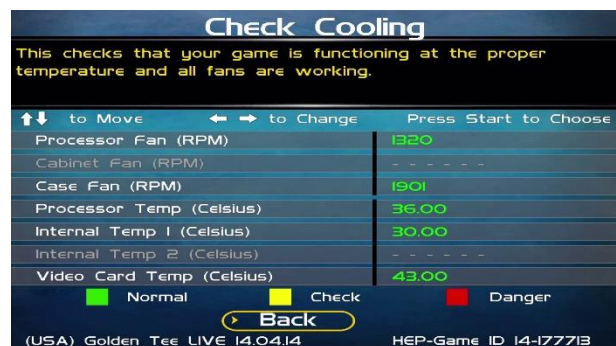 Check Cooling
This checks that your game is functioning at the proper
temperature and all fans are working.
to Move to Change Press Start to Choose
Processor Fan (RPM) 1320
Cabinet Fan (RPM) - - - - - -
Case Fan (RPM) 1901
Processor Temp (Celsius) 36.00
Internal Temp 1 (Celsius) 30.00
Internal Temp 2 (Celsius) - - - - - -
Video Card Temp (Celsius) 43.00
Normal Check Danger
Back
(USA) Golden Tee LIVE 14.04.14 HEP-Game ID 14-177713